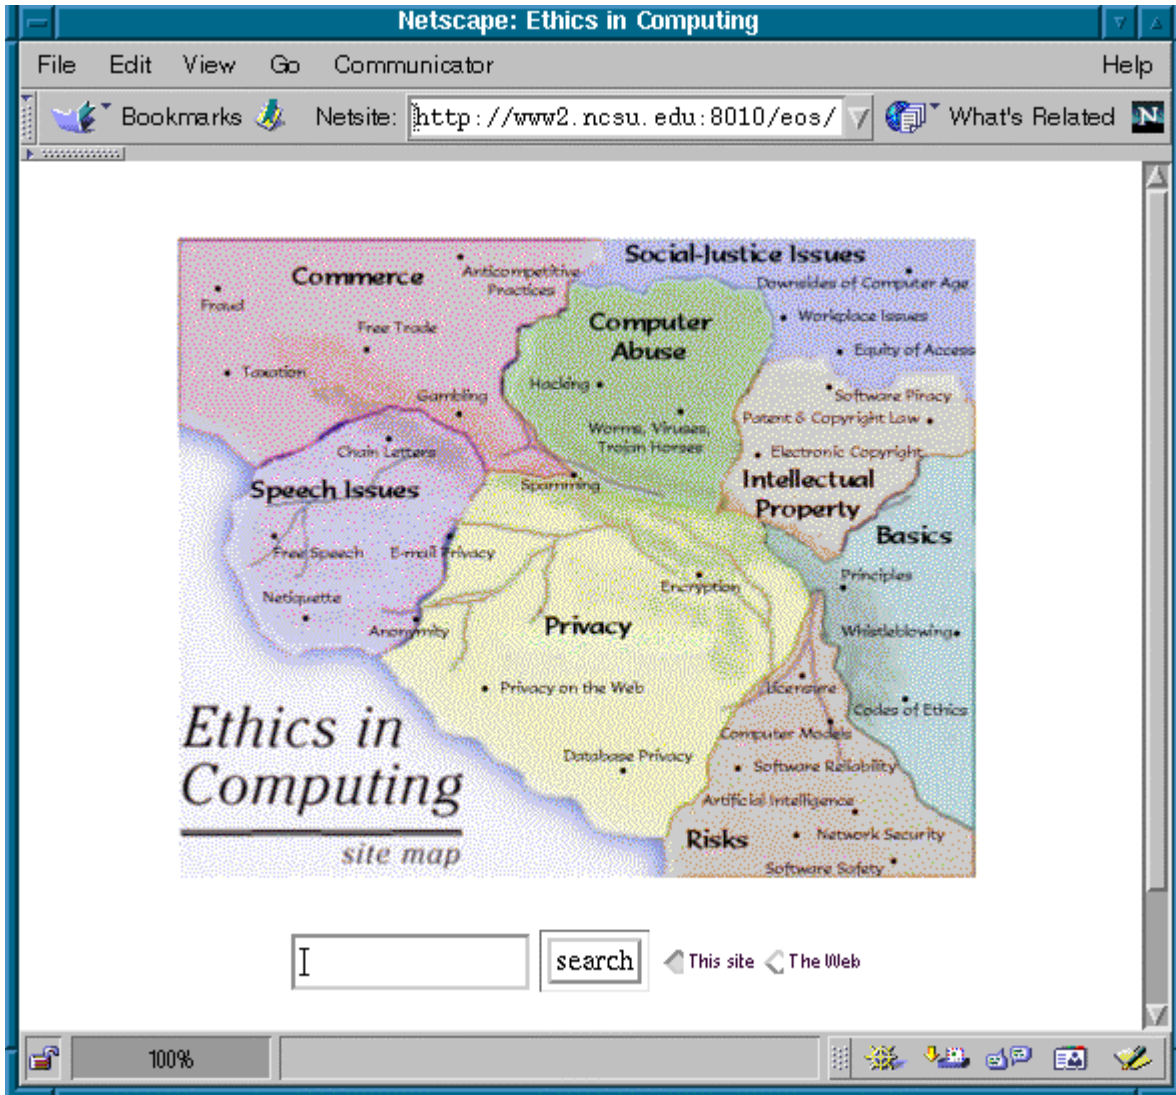 Netscape: Ethics in Computing
File Edit View Go Communicator Help
Bookmarks Netsite: http://www2.ncsu.edu:8010/eos/ What's Related N
Social-Justice Issues
Commerce
Anticompetitive
Practices
Downsides of Computer Age
Fraud
Free Trade
Computer
Abuse
Workplace Issues
Equity of Access
Taxation
Gambling
Hacking
Software Piracy
Patent & Copyright Law
Worms, Viruses,
Trojan Horses
Chain Letters
Electronic Copyright
Speech Issues
Spamming
Intellectual
Property
Basics
Free Speech
E-mail Privacy
Encryption
Principles
Netiquette
Anonymity
Privacy
Whistleblowing
Privacy on the Web
Licensure
Codes of Ethics
Ethics in
Computing
site map
Computer Models
Database Privacy
Software Reliability
Artificial Intelligence
Risks
Network Security
Software Safety
search This site The Web
100%